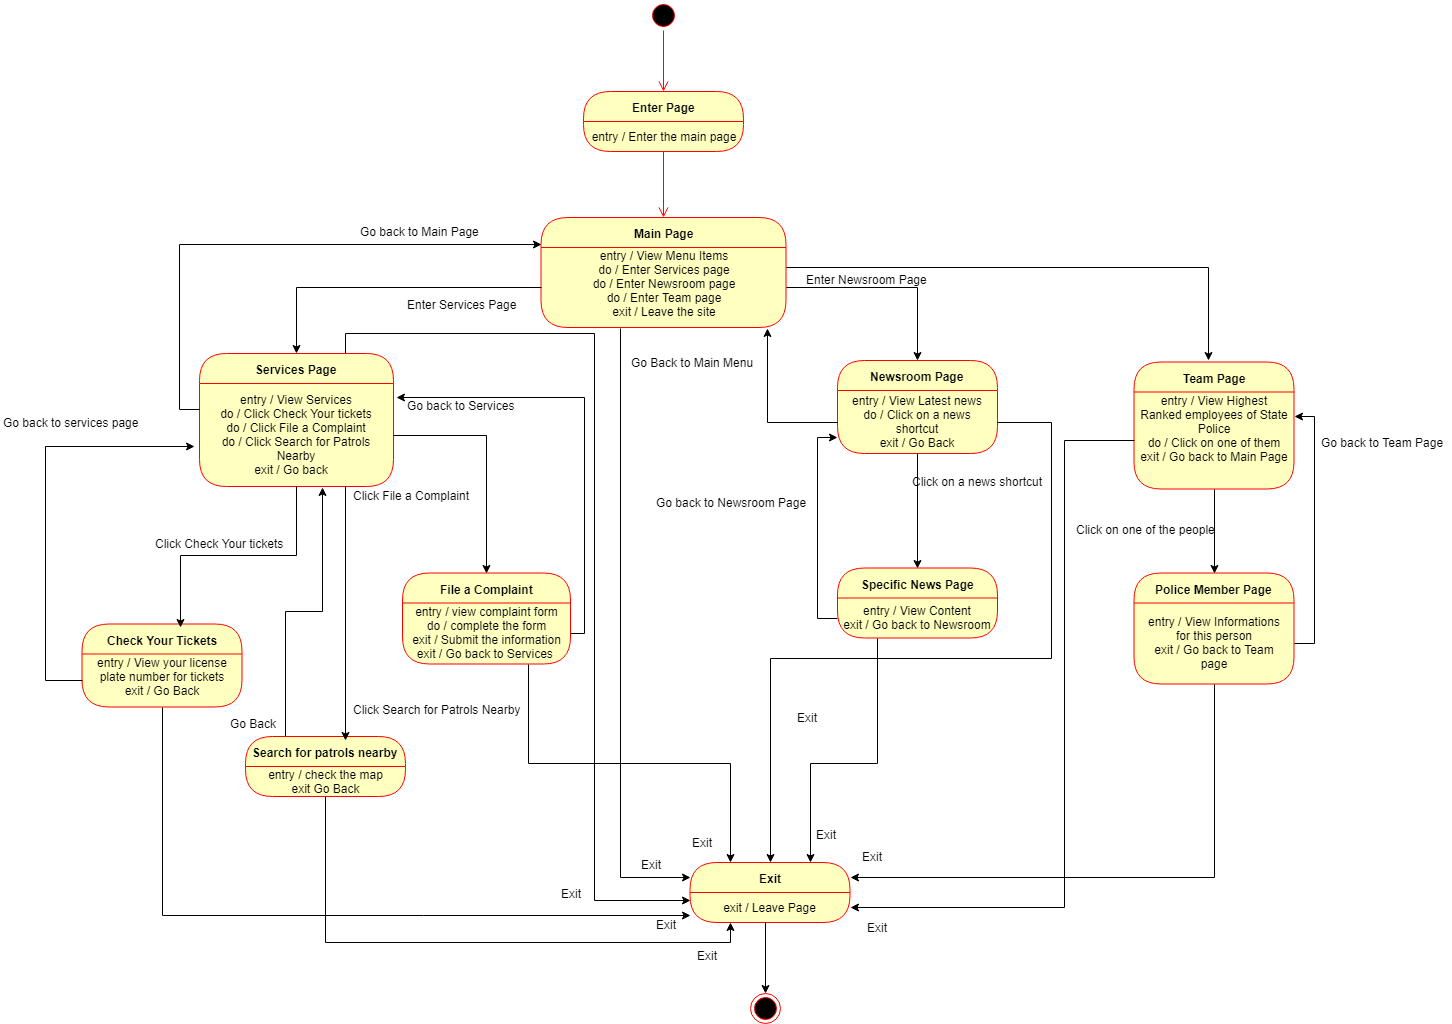 Enter Page
entry / Enter the main page
Main Page
entry / View Menu Items
do / Enter Services page
do / Enter Newsroom page
do / Enter Team page
exit / Leave the site
Go back to Main Page
Enter Services Page
Enter Newsroom Page
Go Back to Main Menu
Services Page
entry / View Services
do / Click Check Your tickets
do / Click File a Complaint
do / Click Search for Patrols
Nearby
exit / Go back
Go back to Services
Go back to services page
Newsroom Page
entry / View Latest news
do / Click on a news
shortcut
exit / Go Back
Team Page
entry / View Highest
Ranked employees of State
Police
do / Click on one of them
exit / Go back to Main Page
Go back to Team Page
Click File a Complaint
Click on a news shortcut
Go back to Newsroom Page
Click on one of the people
Click Check Your tickets
File a Complaint
entry / view complaint form
do / complete the form
exit / Submit the information
exit / Go back to Services
Specific News Page
entry / View Content
exit / Go back to Newsroom
Police Member Page
entry / View Informations
for this person
exit / Go back to Team
page
Check Your Tickets
entry / View your license
plate number for tickets
exit / Go Back
Click Search for Patrols Nearby
Go Back
Search for patrols nearby
entry / check the map
exit Go Back
Exit
Exit
Exit
Exit
Exit
Exit
Exit
Exit
Exit
Exit
exit / Leave Page